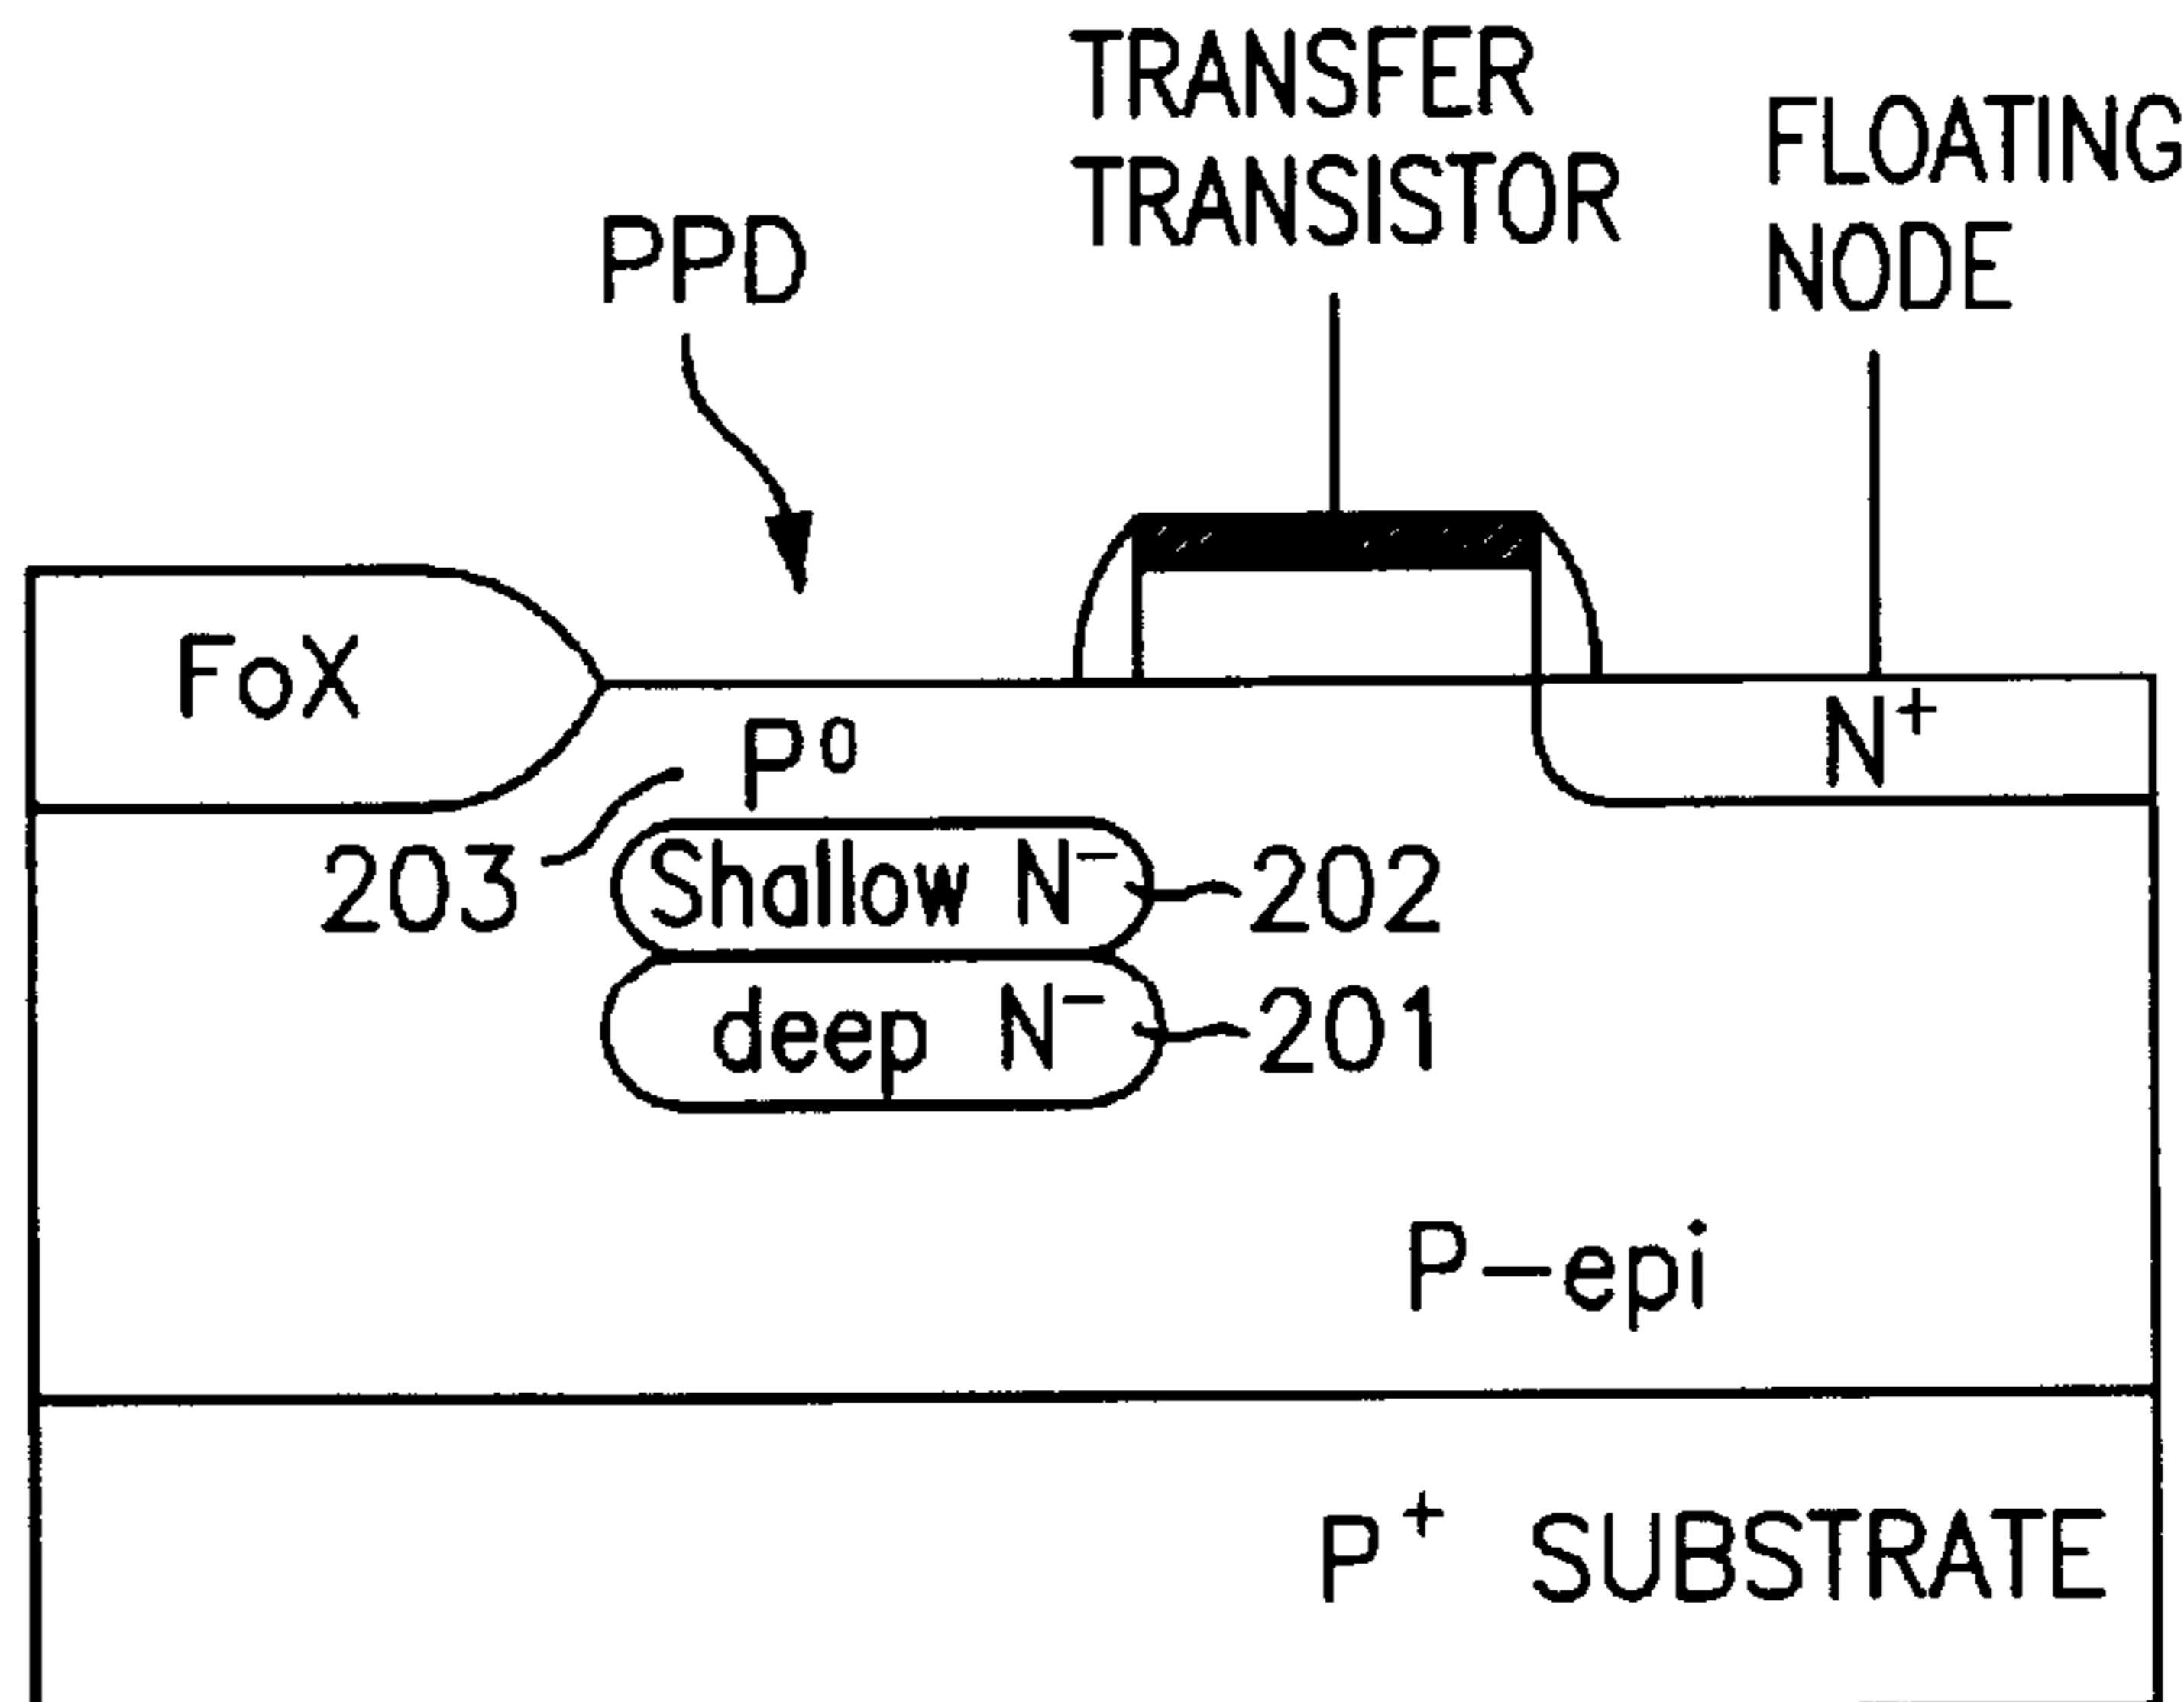 TRANSFER
TRANSISTOR
FLOATING
NODE
PPD
FoX
P⁰
N⁺
203
Shallow N⁻
202
deep N⁻
201
P-epi
P⁺ SUBSTRATE